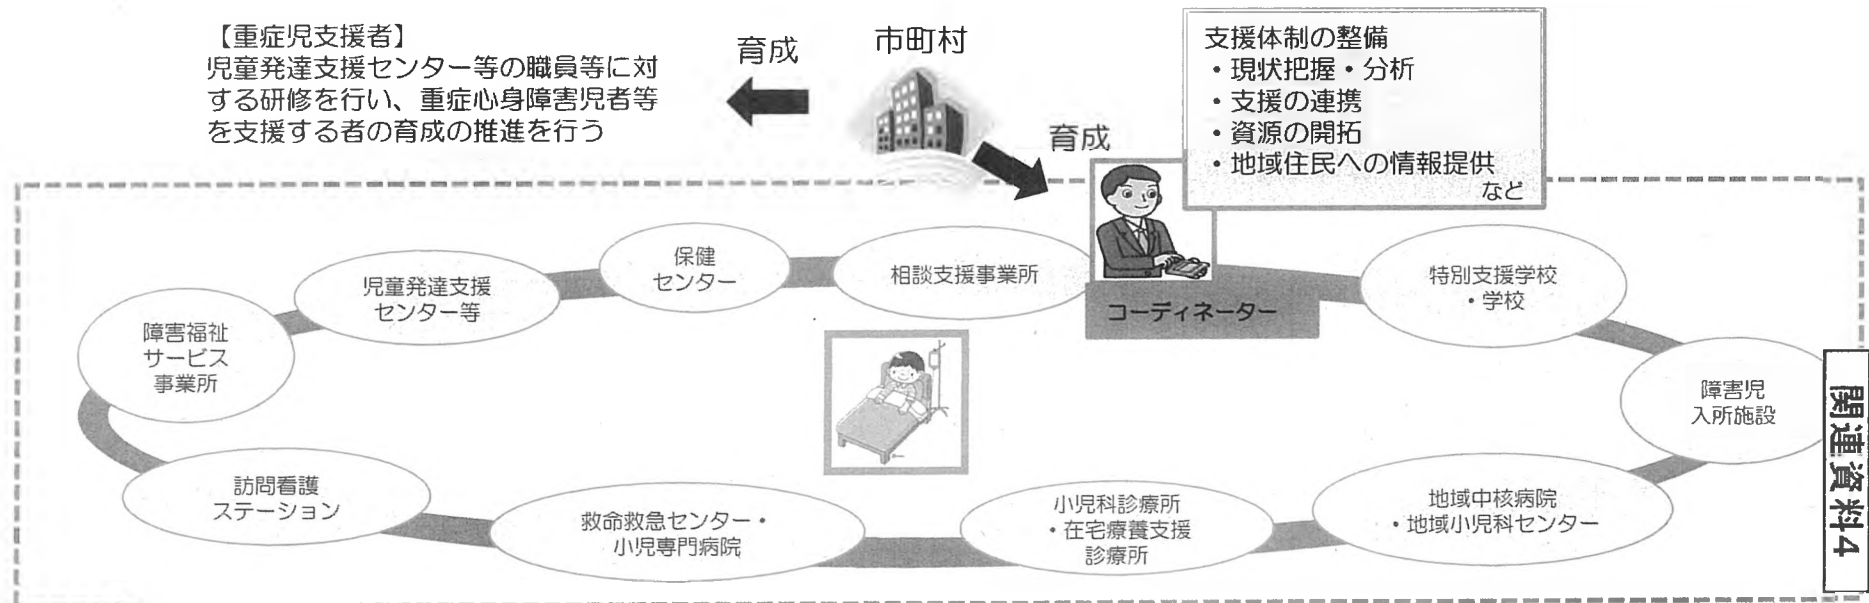 【重症児支援者】
児童発達支援センター等の職員等に対
する研修を行い、重症心身障害児者等
を支援する者の育成の推進を行う
育成
市町村
育成
支援体制の整備
・現状把握・分析
・支援の連携
・資源の開拓
・地域住民への情報提供
など
障害福祉
サービス
事業所
児童発達支援
センター等
保健
センター
相談支援事業所
コーディネーター
特別支援学校
・学校
障害児
入所施設
訪問看護
ステーション
救命救急センター・
小児専門病院
小児科診療所
・在宅療養支援
診療所
地域中核病院
・地域小児科センター
関連資料4